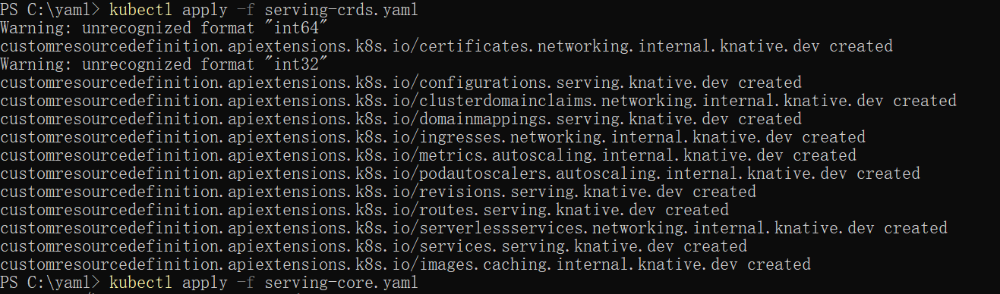 PS C:\yaml> kubectl apply -f serving-crds.yaml
Warning: unrecognized format "int64"
customresourcedefinition.apiextensions.k8s.io/certificates.networking.internal.knative.dev created
Warning: unrecognized format "int32"
customresourcedefinition.apiextensions.k8s.io/configurations.serving.knative.dev created
customresourcedefinition.apiextensions.k8s.io/clusterdomainclaims.networking.internal.knative.dev created
customresourcedefinition.apiextensions.k8s.io/domainmappings.serving.knative.dev created
customresourcedefinition.apiextensions.k8s.io/ingresses.networking.internal.knative.dev created
customresourcedefinition.apiextensions.k8s.io/metrics.autoscaling.internal.knative.dev created
customresourcedefinition.apiextensions.k8s.io/podautoscalers.autoscaling.internal.knative.dev created
customresourcedefinition.apiextensions.k8s.io/revisions.serving.knative.dev created
customresourcedefinition.apiextensions.k8s.io/routes.serving.knative.dev created
customresourcedefinition.apiextensions.k8s.io/serverlessservices.networking.internal.knative.dev created
customresourcedefinition.apiextensions.k8s.io/services.serving.knative.dev created
customresourcedefinition.apiextensions.k8s.io/images.caching.internal.knative.dev created
PS C:\yaml> kubectl apply -f serving-core.yaml